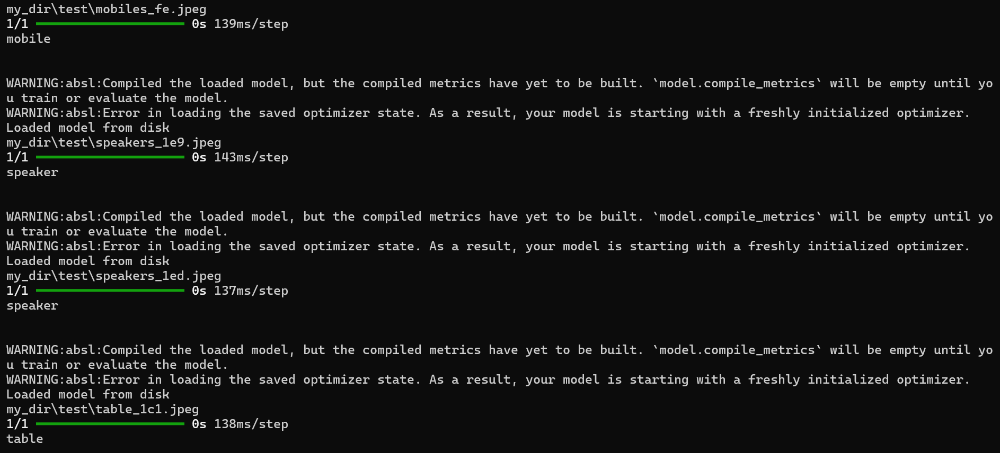 my_dir\test\mobiles_fe.jpeg
1/1 0s 139ms/step
mobile
WARNING:absl:Compiled the loaded model, but the compiled metrics have yet to be built. `model.compile_metrics` will be empty until yo
u train or evaluate the model.
WARNING:absl:Error in loading the saved optimizer state. As a result, your model is starting with a freshly initialized optimizer.
Loaded model from disk
my_dir\test\speakers_1e9.jpeg
1/1 0s 143ms/step
speaker
WARNING:absl:Compiled the loaded model, but the compiled metrics have yet to be built. `model.compile_metrics` will be empty until yo
u train or evaluate the model.
WARNING:absl:Error in loading the saved optimizer state. As a result, your model is starting with a freshly initialized optimizer.
Loaded model from disk
my_dir\test\speakers_1ed.jpeg
1/1 0s 137ms/step
speaker
WARNING:absl:Compiled the loaded model, but the compiled metrics have yet to be built. `model.compile_metrics` will be empty until yo
u train or evaluate the model.
WARNING:absl:Error in loading the saved optimizer state. As a result, your model is starting with a freshly initialized optimizer.
Loaded model from disk
my_dir\test\table_1c1.jpeg
1/1 0s 138ms/step
table